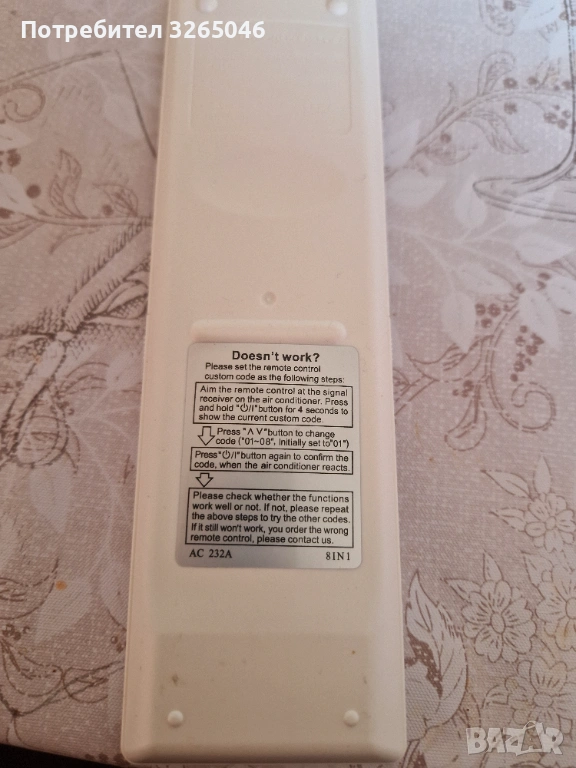 Потребител 3265046
Doesn't work?
Please set the remote control
custom code as the following steps:
Aim the remote control at the signal
receiver on the air conditioner. Press
and hold "⏻/I"button for 4 seconds to
show the current custom code.
Press "∧ ∨"button to change
code ("01~08", Initially set to"01")
Press"⏻/I"button again to confirm the
code, when the air conditioner reacts.
Please check whether the functions
work well or not. If not, please repeat
the above steps to try the other codes.
If it still won't work, you order the wrong
remote control, please contact us.
AC 232A 8IN1
BAZAR